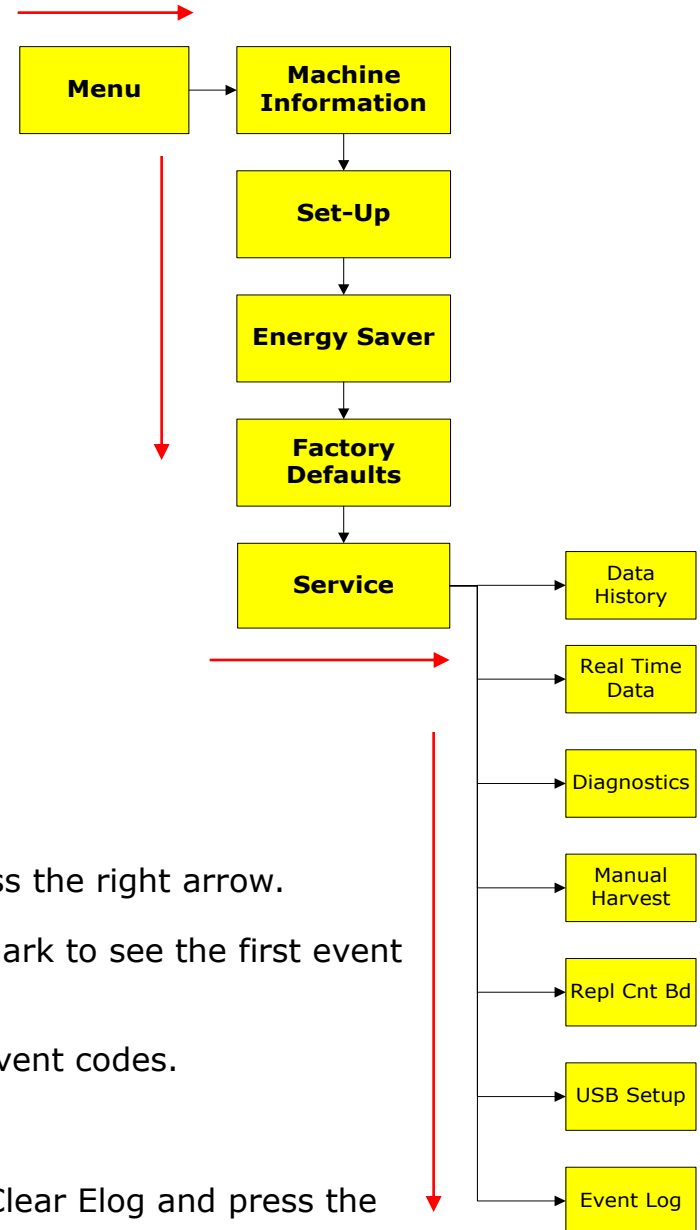 Menu
Machine
Information
Set-Up
Energy Saver
Factory
Defaults
Service
Data
History
Real Time
Data
Diagnostics
Manual
Harvest
Repl Cnt Bd
USB Setup
Event Log
ss the right arrow.
ark to see the first event
vent codes.
Clear Elog and press the